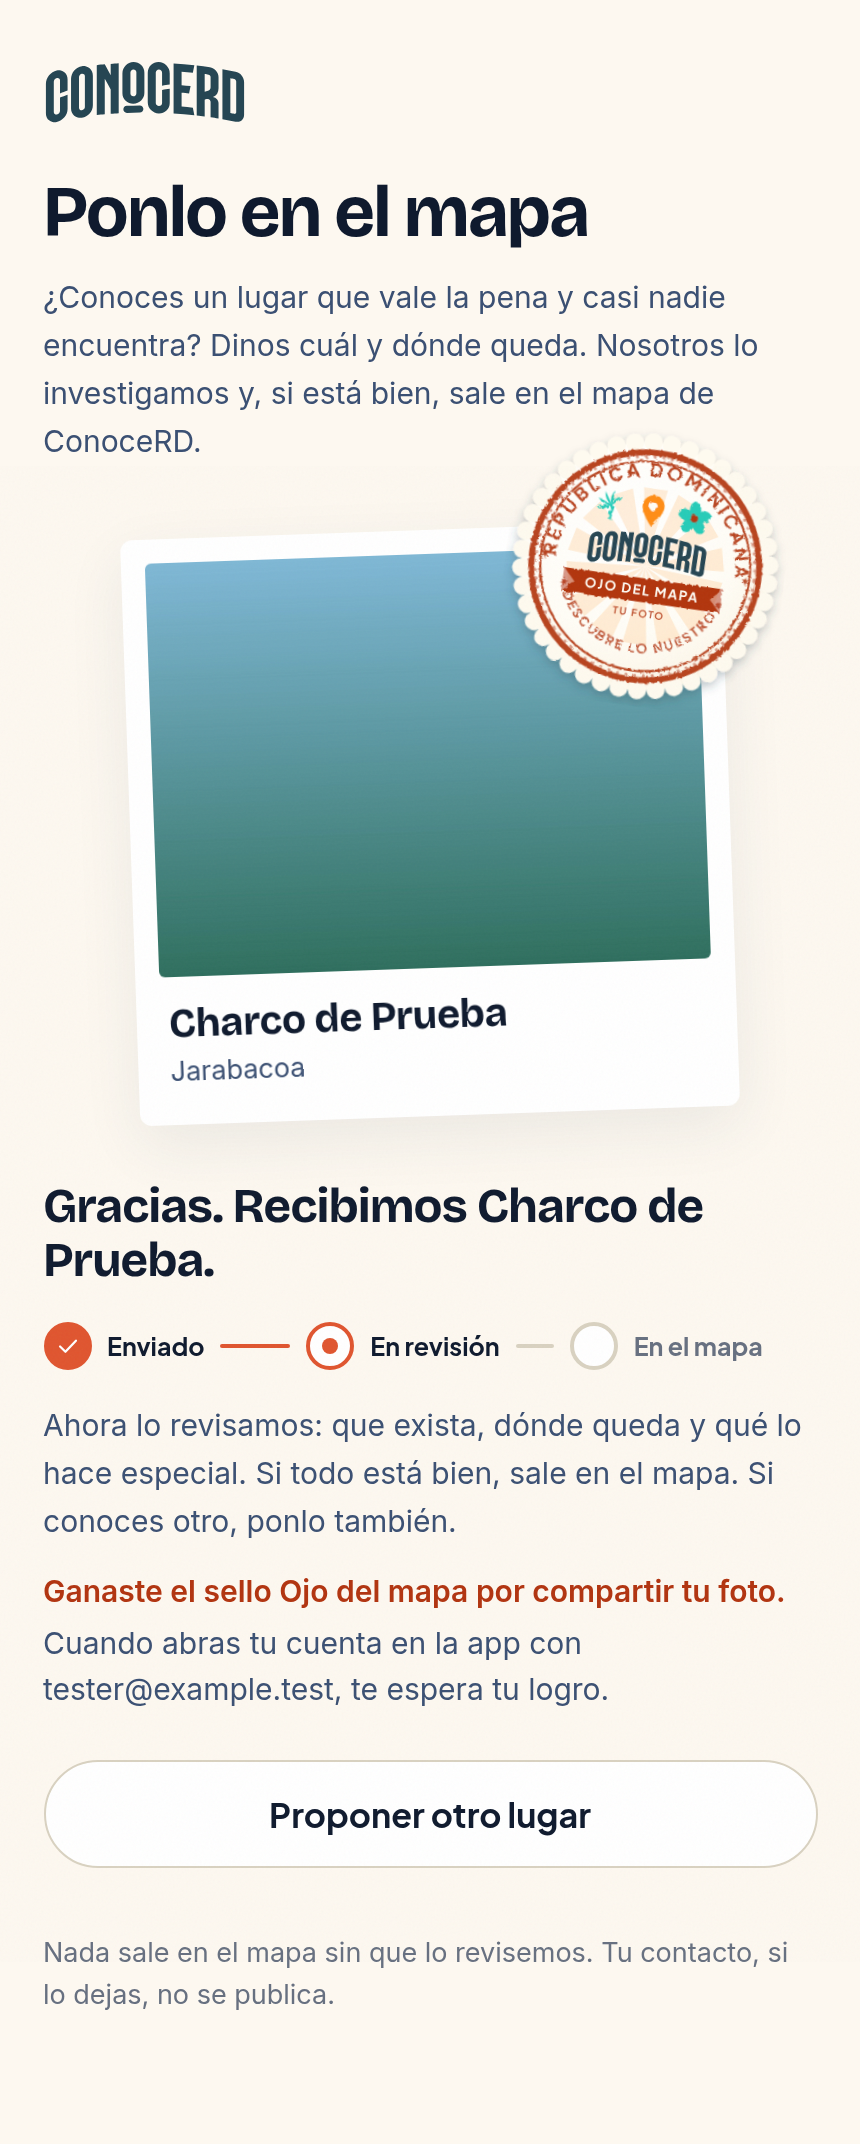 CONOCERD
Ponlo en el mapa
¿Conoces un lugar que vale la pena y casi nadie
encuentra? Dinos cuál y dónde queda. Nosotros lo
investigamos y, si está bien, sale en el mapa de
ConoceRD.
REPÚBLICA DOMINICANA
CONOCERD
OJO DEL MAPA
TU FOTO
DESCUBRE LO NUESTRO
Charco de Prueba
Jarabacoa
Gracias. Recibimos Charco de
Prueba.
Enviado En revisión En el mapa
Ahora lo revisamos: que exista, dónde queda y qué lo
hace especial. Si todo está bien, sale en el mapa. Si
conoces otro, ponlo también.
Ganaste el sello Ojo del mapa por compartir tu foto.
Cuando abras tu cuenta en la app con
tester@example.test, te espera tu logro.
Proponer otro lugar
Nada sale en el mapa sin que lo revisemos. Tu contacto, si
lo dejas, no se publica.